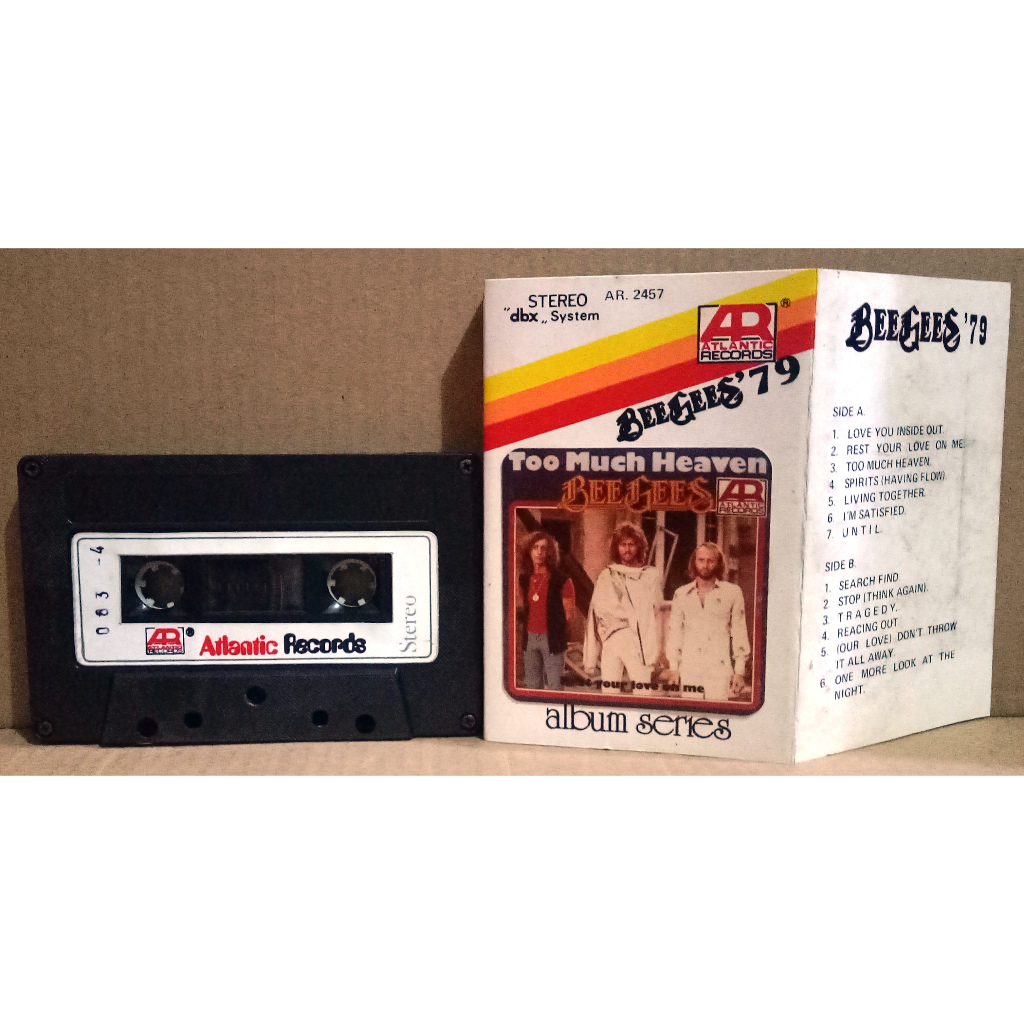 083-4
AR
ATLANTIC
RECORDS
®
Atlantic Records
Stereo
STEREO
"dbx„ System
AR. 2457
AR
®
ATLANTIC
RECORDS
BEE GEES '79
TOO MUCH HEAVEN
BEE GEES
AR
ATLANTIC
RECORDS
Your love on me
album series
BEE GEES '79
SIDE A.
1. LOVE YOU INSIDE OUT.
2. REST YOUR LOVE ON ME.
3. TOO MUCH HEAVEN.
4. SPIRITS (HAVING FLOW)
5. LIVING TOGETHER.
6. I'M SATISFIED.
7. UNTIL.
SIDE B.
1. SEARCH FIND
2. STOP (THINK AGAIN).
3. TRAGEDY.
4. REACING OUT
5. (OUR LOVE) DON'T THROW
IT ALL AWAY.
6. ONE MORE LOOK AT THE
NIGHT.